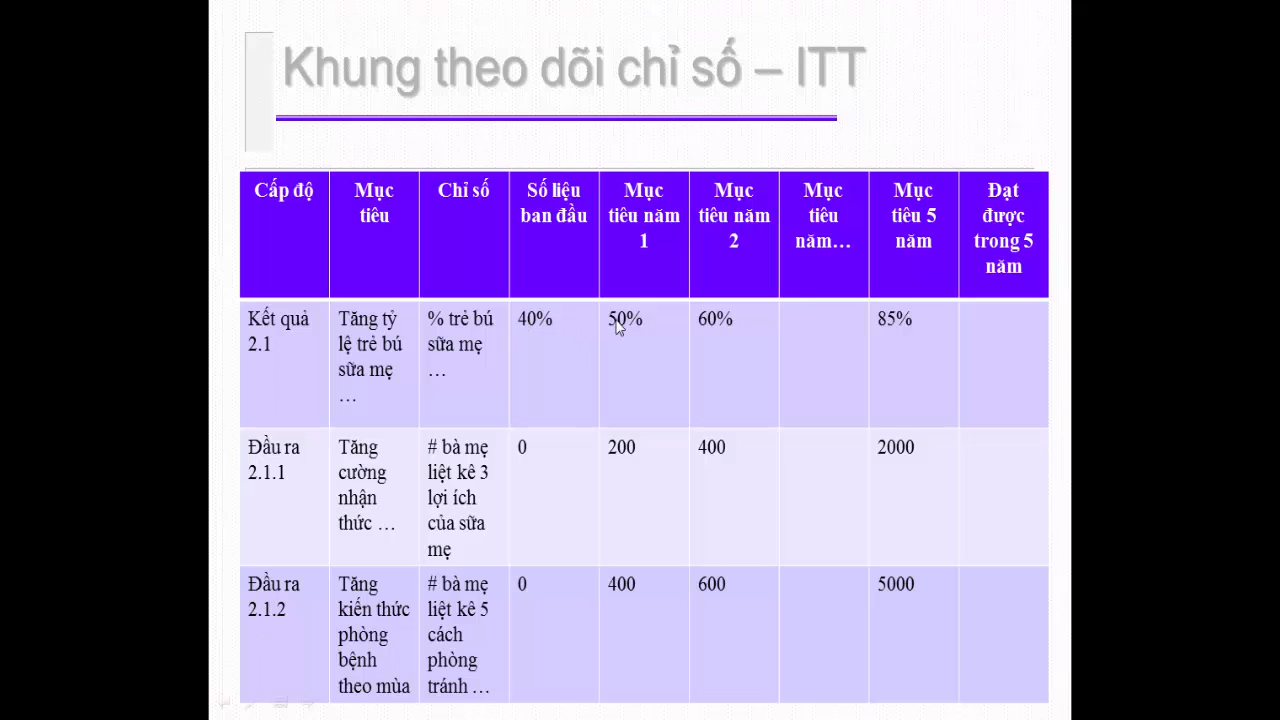 Khung theo dõi chỉ số – ITT
Cấp độ
Mục
tiêu
Chỉ số
Số liệu
ban đầu
Mục
tiêu năm
1
Mục
tiêu năm
2
Mục
tiêu
năm…
Mục
tiêu 5
năm
Đạt
được
trong 5
năm
Kết quả
2.1
Tăng tỷ
lệ trẻ bú
sữa mẹ
…
% trẻ bú
sữa mẹ
…
40%
50%
60%
85%
Đầu ra
2.1.1
Tăng
cường
nhận
thức …
# bà mẹ
liệt kê 3
lợi ích
của sữa
mẹ
0
200
400
2000
Đầu ra
2.1.2
Tăng
kiến thức
phòng
bệnh
theo mùa
# bà mẹ
liệt kê 5
cách
phòng
tránh …
0
400
600
5000